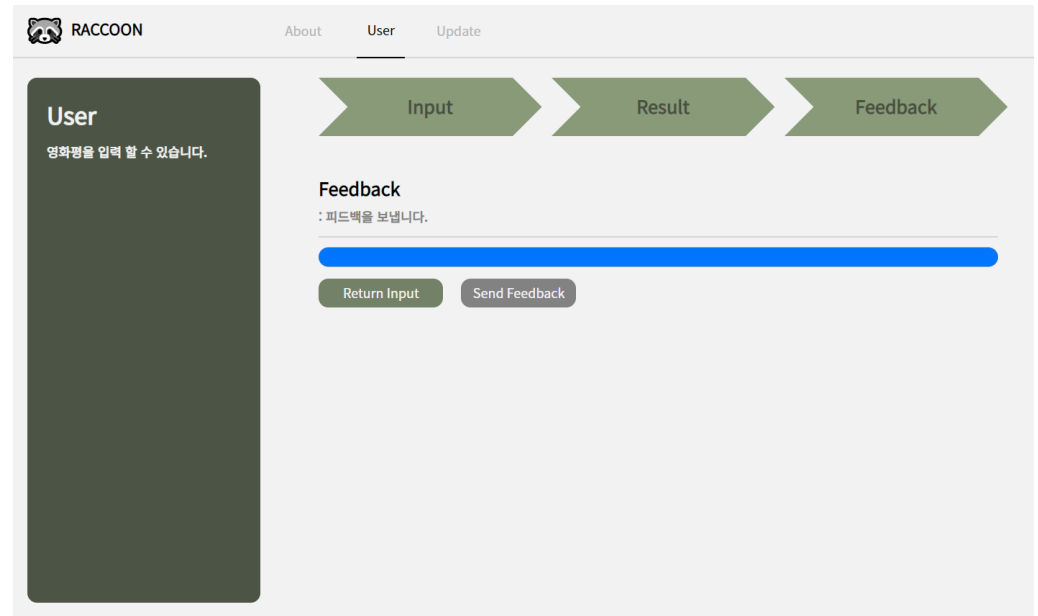 RACCOON
About
User
Update
User
영화평을 입력 할 수 있습니다.
Input
Result
Feedback
Feedback
: 피드백을 보냅니다.
Return Input
Send Feedback